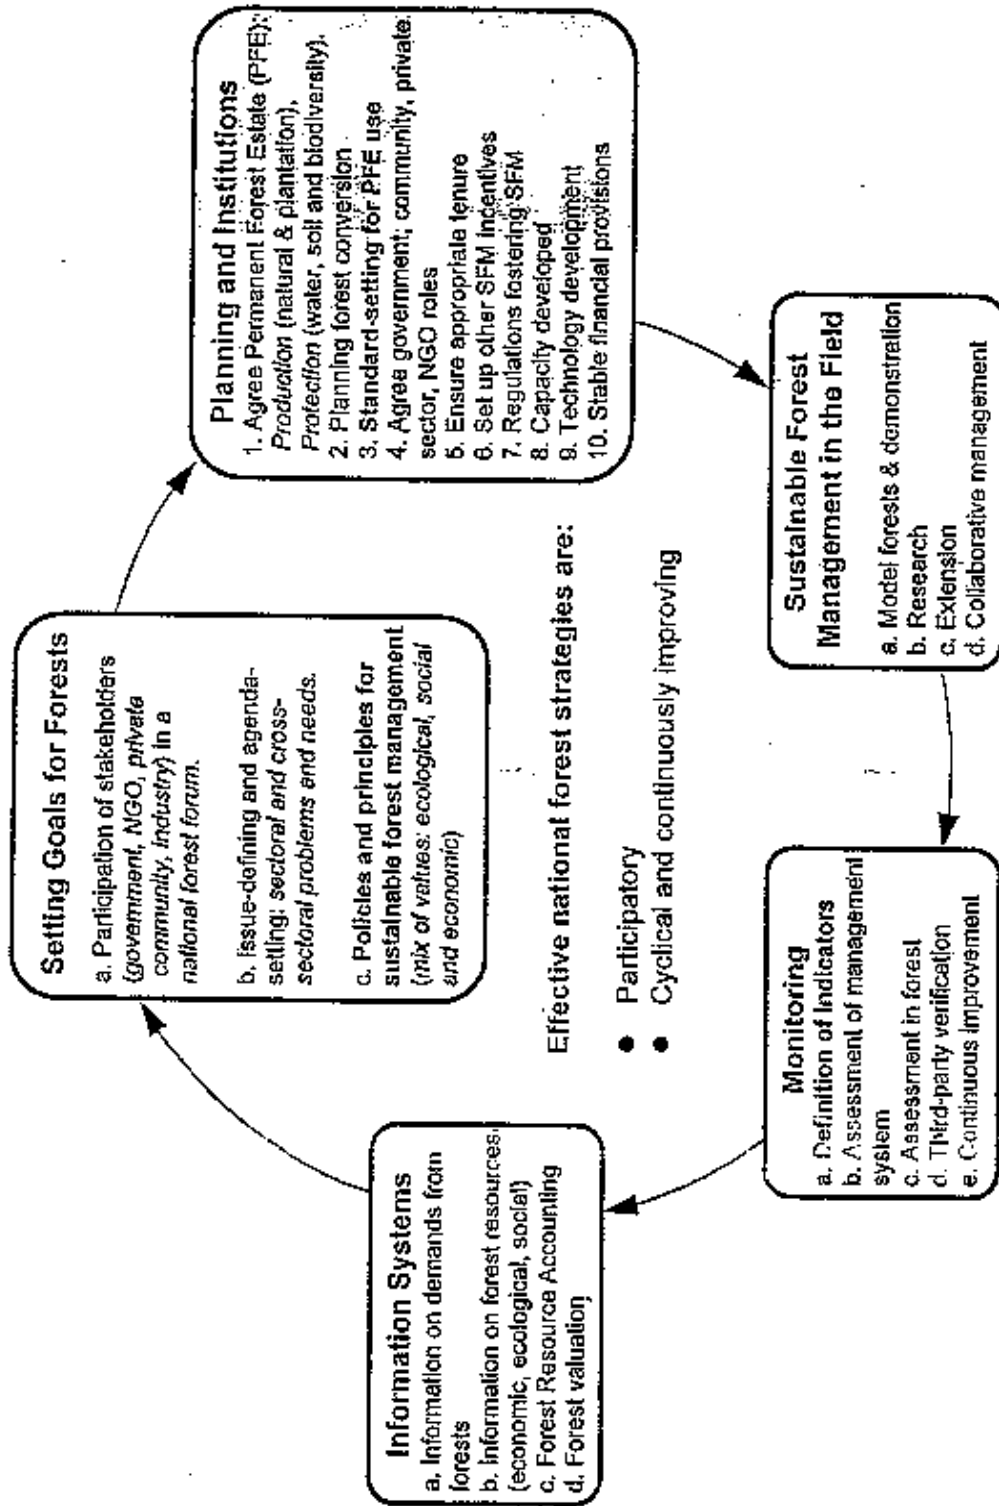 Setting Goals for Forests
a. Participation of stakeholders
(government, NGO, private
community, industry) in a
national forest forum.
b. Issue-defining and agenda-
setting: sectoral and cross-
sectoral problems and needs.
c. Policies and principles for
sustainable forest management
(mix of values: ecological, social
and economic)
Planning and Institutions
1. Agree Permanent Forest Estate (PFE):
Production (natural & plantation),
Protection (water, soil and biodiversity).
2. Planning forest conversion
3. Standard-setting for PFE use
4. Agree government; community, private
sector, NGO roles
5. Ensure appropriate tenure
6. Set up other SFM incentives
7. Regulations fostering SFM
8. Capacity developed
9. Technology development
10. Stable financial provisions
Sustainable Forest
Management in the Field
a. Model forests & demonstration
b. Research
c. Extension
d. Collaborative management
Monitoring
a. Definition of Indicators
b. Assessment of management
system
c. Assessment in forest
d. Third-party verification
e. Continuous improvement
Information Systems
a. Information on demands from
forests
b. Information on forest resources
(economic, ecological, social)
c. Forest Resource Accounting
d. Forest valuation
Effective national forest strategies are:
● Participatory
● Cyclical and continuously improving